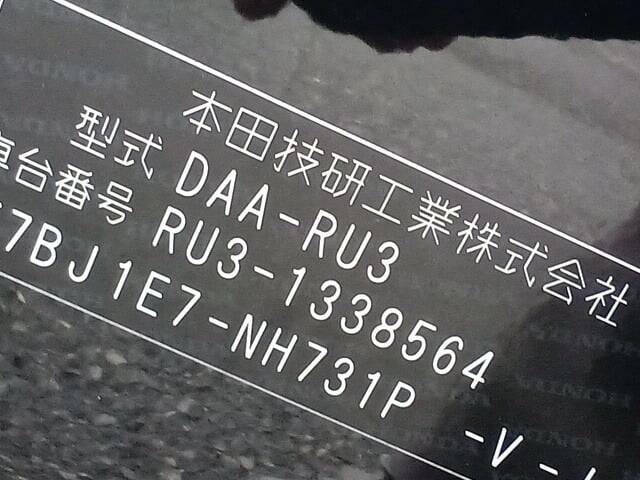 本田技研工業株式会社
型式 DAA-RU3
車台番号 RU3-1338564
7BJ1E7-NH731P -V-